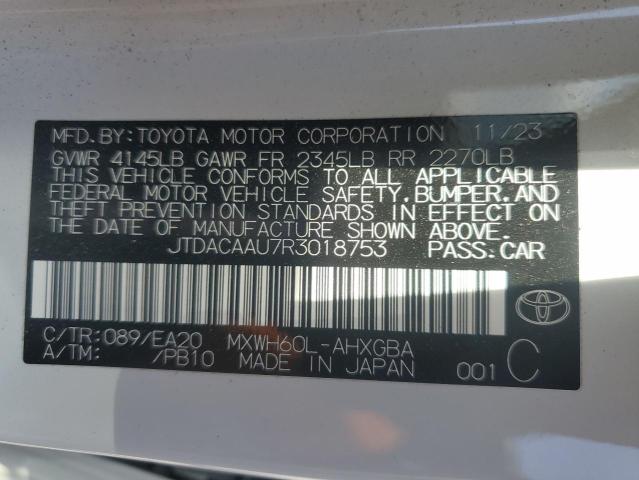 MFD.BY:TOYOTA MOTOR CORPORATION 11/23
GVWR 4145LB GAWR FR 2345LB RR 2270LB
THIS VEHICLE CONFORMS TO ALL APPLICABLE
FEDERAL MOTOR VEHICLE SAFETY,BUMPER,AND
THEFT PREVENTION STANDARDS IN EFFECT ON
THE DATE OF MANUFACTURE SHOWN ABOVE.
JTDACAAU7R3018753 PASS.CAR
C/TR:089/EA20 MXWH60L-AHXGBA
A/TM: /PB10 MADE IN JAPAN 001 C